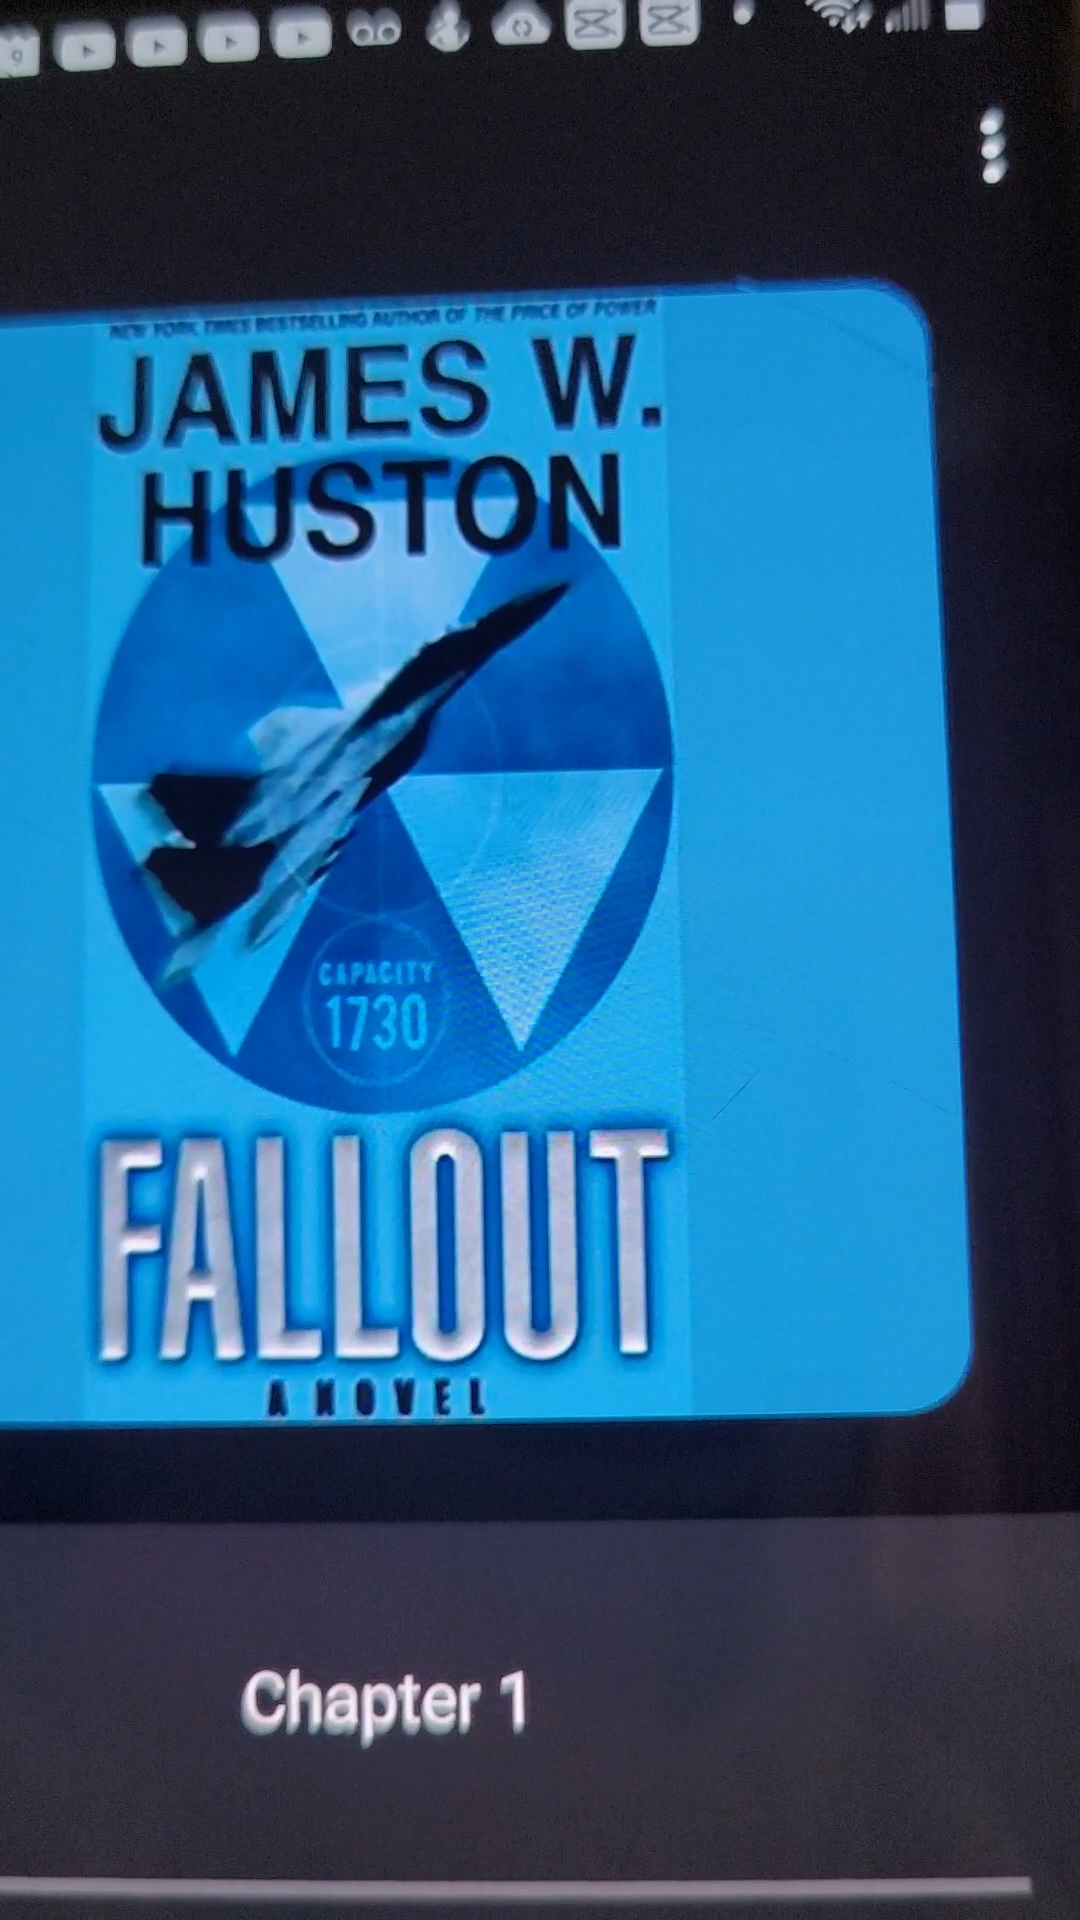 NEW YORK TIMES BESTSELLING AUTHOR OF THE PRICE OF POWER
JAMES W.
HUSTON
CAPACITY
1730
FALLOUT
A NOVEL
Chapter 1